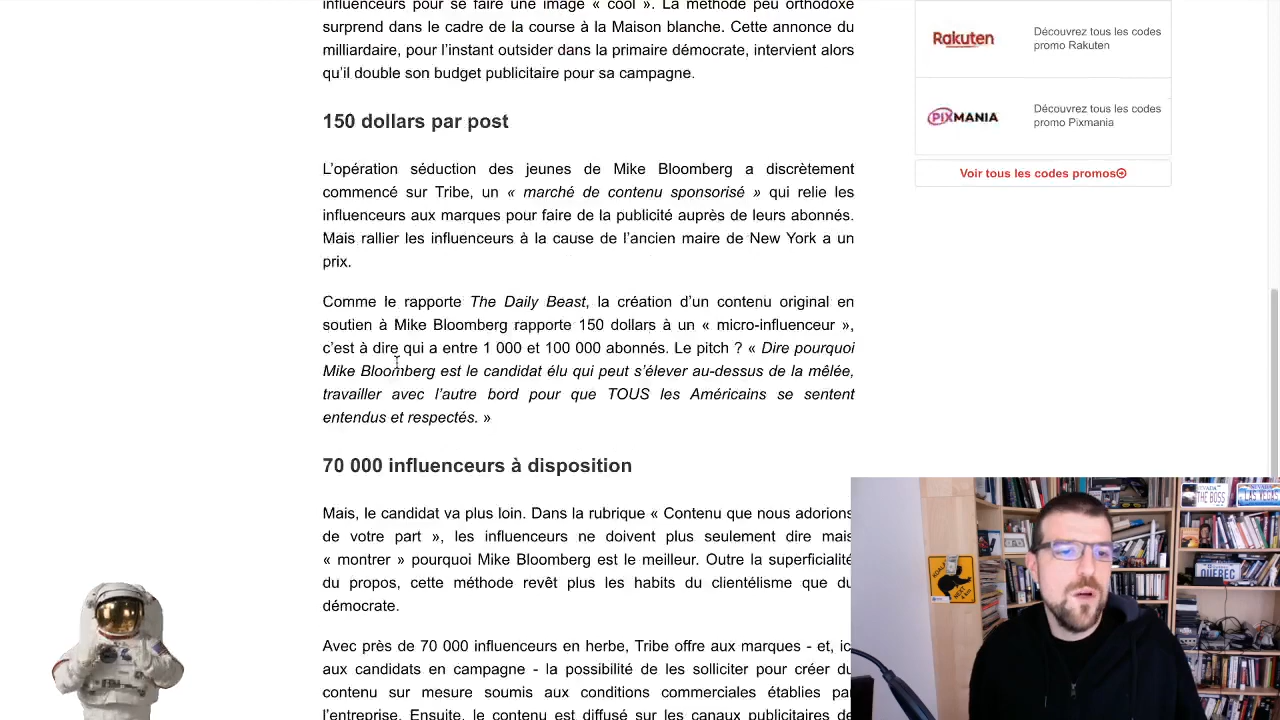 influenceurs pour se faire une image « cool ». La méthode peu orthodoxe
surprend dans le cadre de la course à la Maison blanche. Cette annonce du
milliardaire, pour l'instant outsider dans la primaire démocrate, intervient alors
qu'il double son budget publicitaire pour sa campagne.
150 dollars par post
L'opération séduction des jeunes de Mike Bloomberg a discrètement
commencé sur Tribe, un « marché de contenu sponsorisé » qui relie les
influenceurs aux marques pour faire de la publicité auprès de leurs abonnés.
Mais rallier les influenceurs à la cause de l'ancien maire de New York a un
prix.
Comme le rapporte The Daily Beast, la création d'un contenu original en
soutien à Mike Bloomberg rapporte 150 dollars à un « micro-influenceur »,
c'est à dire qui a entre 1 000 et 100 000 abonnés. Le pitch ? « Dire pourquoi
Mike Bloomberg est le candidat élu qui peut s'élever au-dessus de la mêlée,
travailler avec l'autre bord pour que TOUS les Américains se sentent
entendus et respectés. »
70 000 influenceurs à disposition
Mais, le candidat va plus loin. Dans la rubrique « Contenu que nous adorions
de votre part », les influenceurs ne doivent plus seulement dire mais
« montrer » pourquoi Mike Bloomberg est le meilleur. Outre la superficialité
du propos, cette méthode revêt plus les habits du clientélisme que du
démocrate.
Avec près de 70 000 influenceurs en herbe, Tribe offre aux marques - et, ici
aux candidats en campagne - la possibilité de les solliciter pour créer du
contenu sur mesure soumis aux conditions commerciales établies par
l'entreprise. Ensuite, le contenu est diffusé sur les canaux publicitaires de
Rakuten
Découvrez tous les codes
promo Rakuten
PIXMANIA
Découvrez tous les codes
promo Pixmania
Voir tous les codes promos
NEVADA
THE BOSS
LAS VEGAS
QUEBEC
NEXT